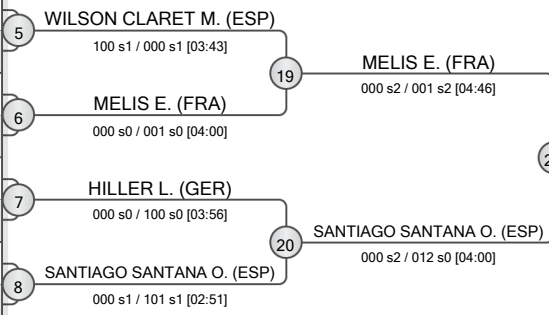 WILSON CLARET M. (ESP)
5
100 s1 / 000 s1 [03:43]
19
MELIS E. (FRA)
000 s2 / 001 s2 [04:46]
MELIS E. (FRA)
6
000 s0 / 001 s0 [04:00]
HILLER L. (GER)
7
000 s0 / 100 s0 [03:56]
20
SANTIAGO SANTANA O. (ESP)
000 s2 / 012 s0 [04:00]
SANTIAGO SANTANA O. (ESP)
8
000 s1 / 101 s1 [02:51]